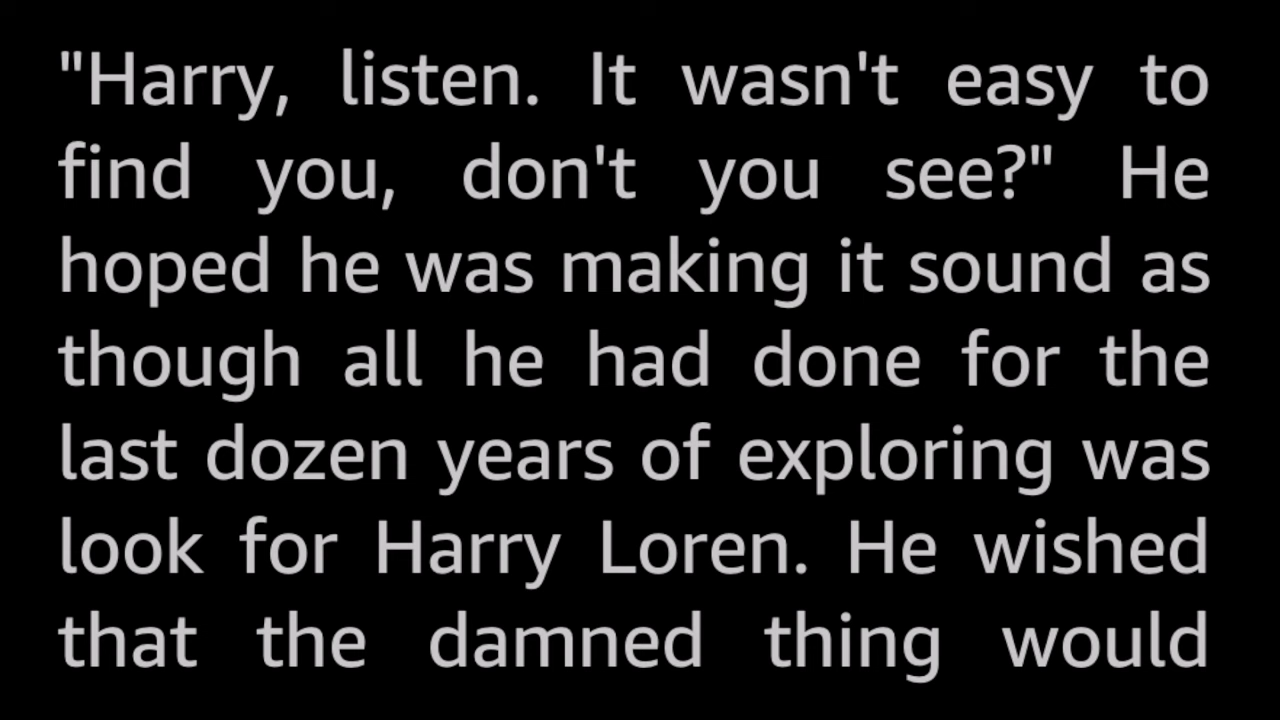 "Harry, listen. It wasn't easy to
find you, don't you see?" He
hoped he was making it sound as
though all he had done for the
last dozen years of exploring was
look for Harry Loren. He wished
that the damned thing would